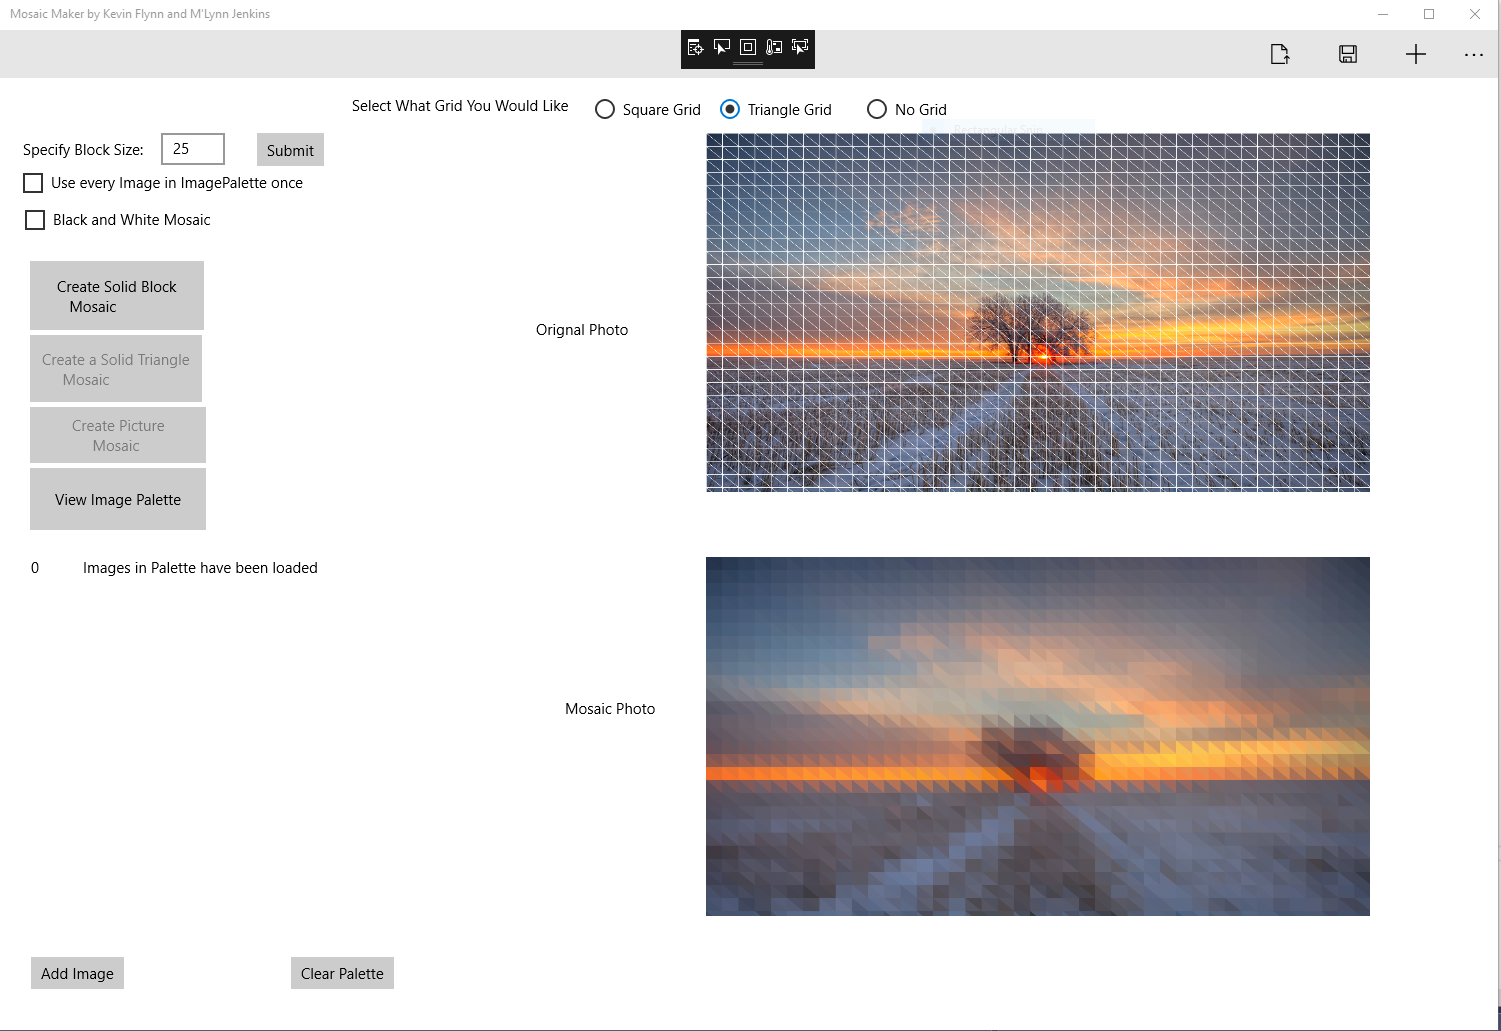 Mosaic Maker by Kevin Flynn and M'Lynn Jenkins
Select What Grid You Would Like
Square Grid
Triangle Grid
No Grid
Rectangular Snip
Specify Block Size:
25
Submit
Use every Image in ImagePalette once
Black and White Mosaic
Create Solid Block
Mosaic
Create a Solid Triangle
Mosaic
Create Picture
Mosaic
View Image Palette
Orignal Photo
0
Images in Palette have been loaded
Mosaic Photo
Add Image
Clear Palette